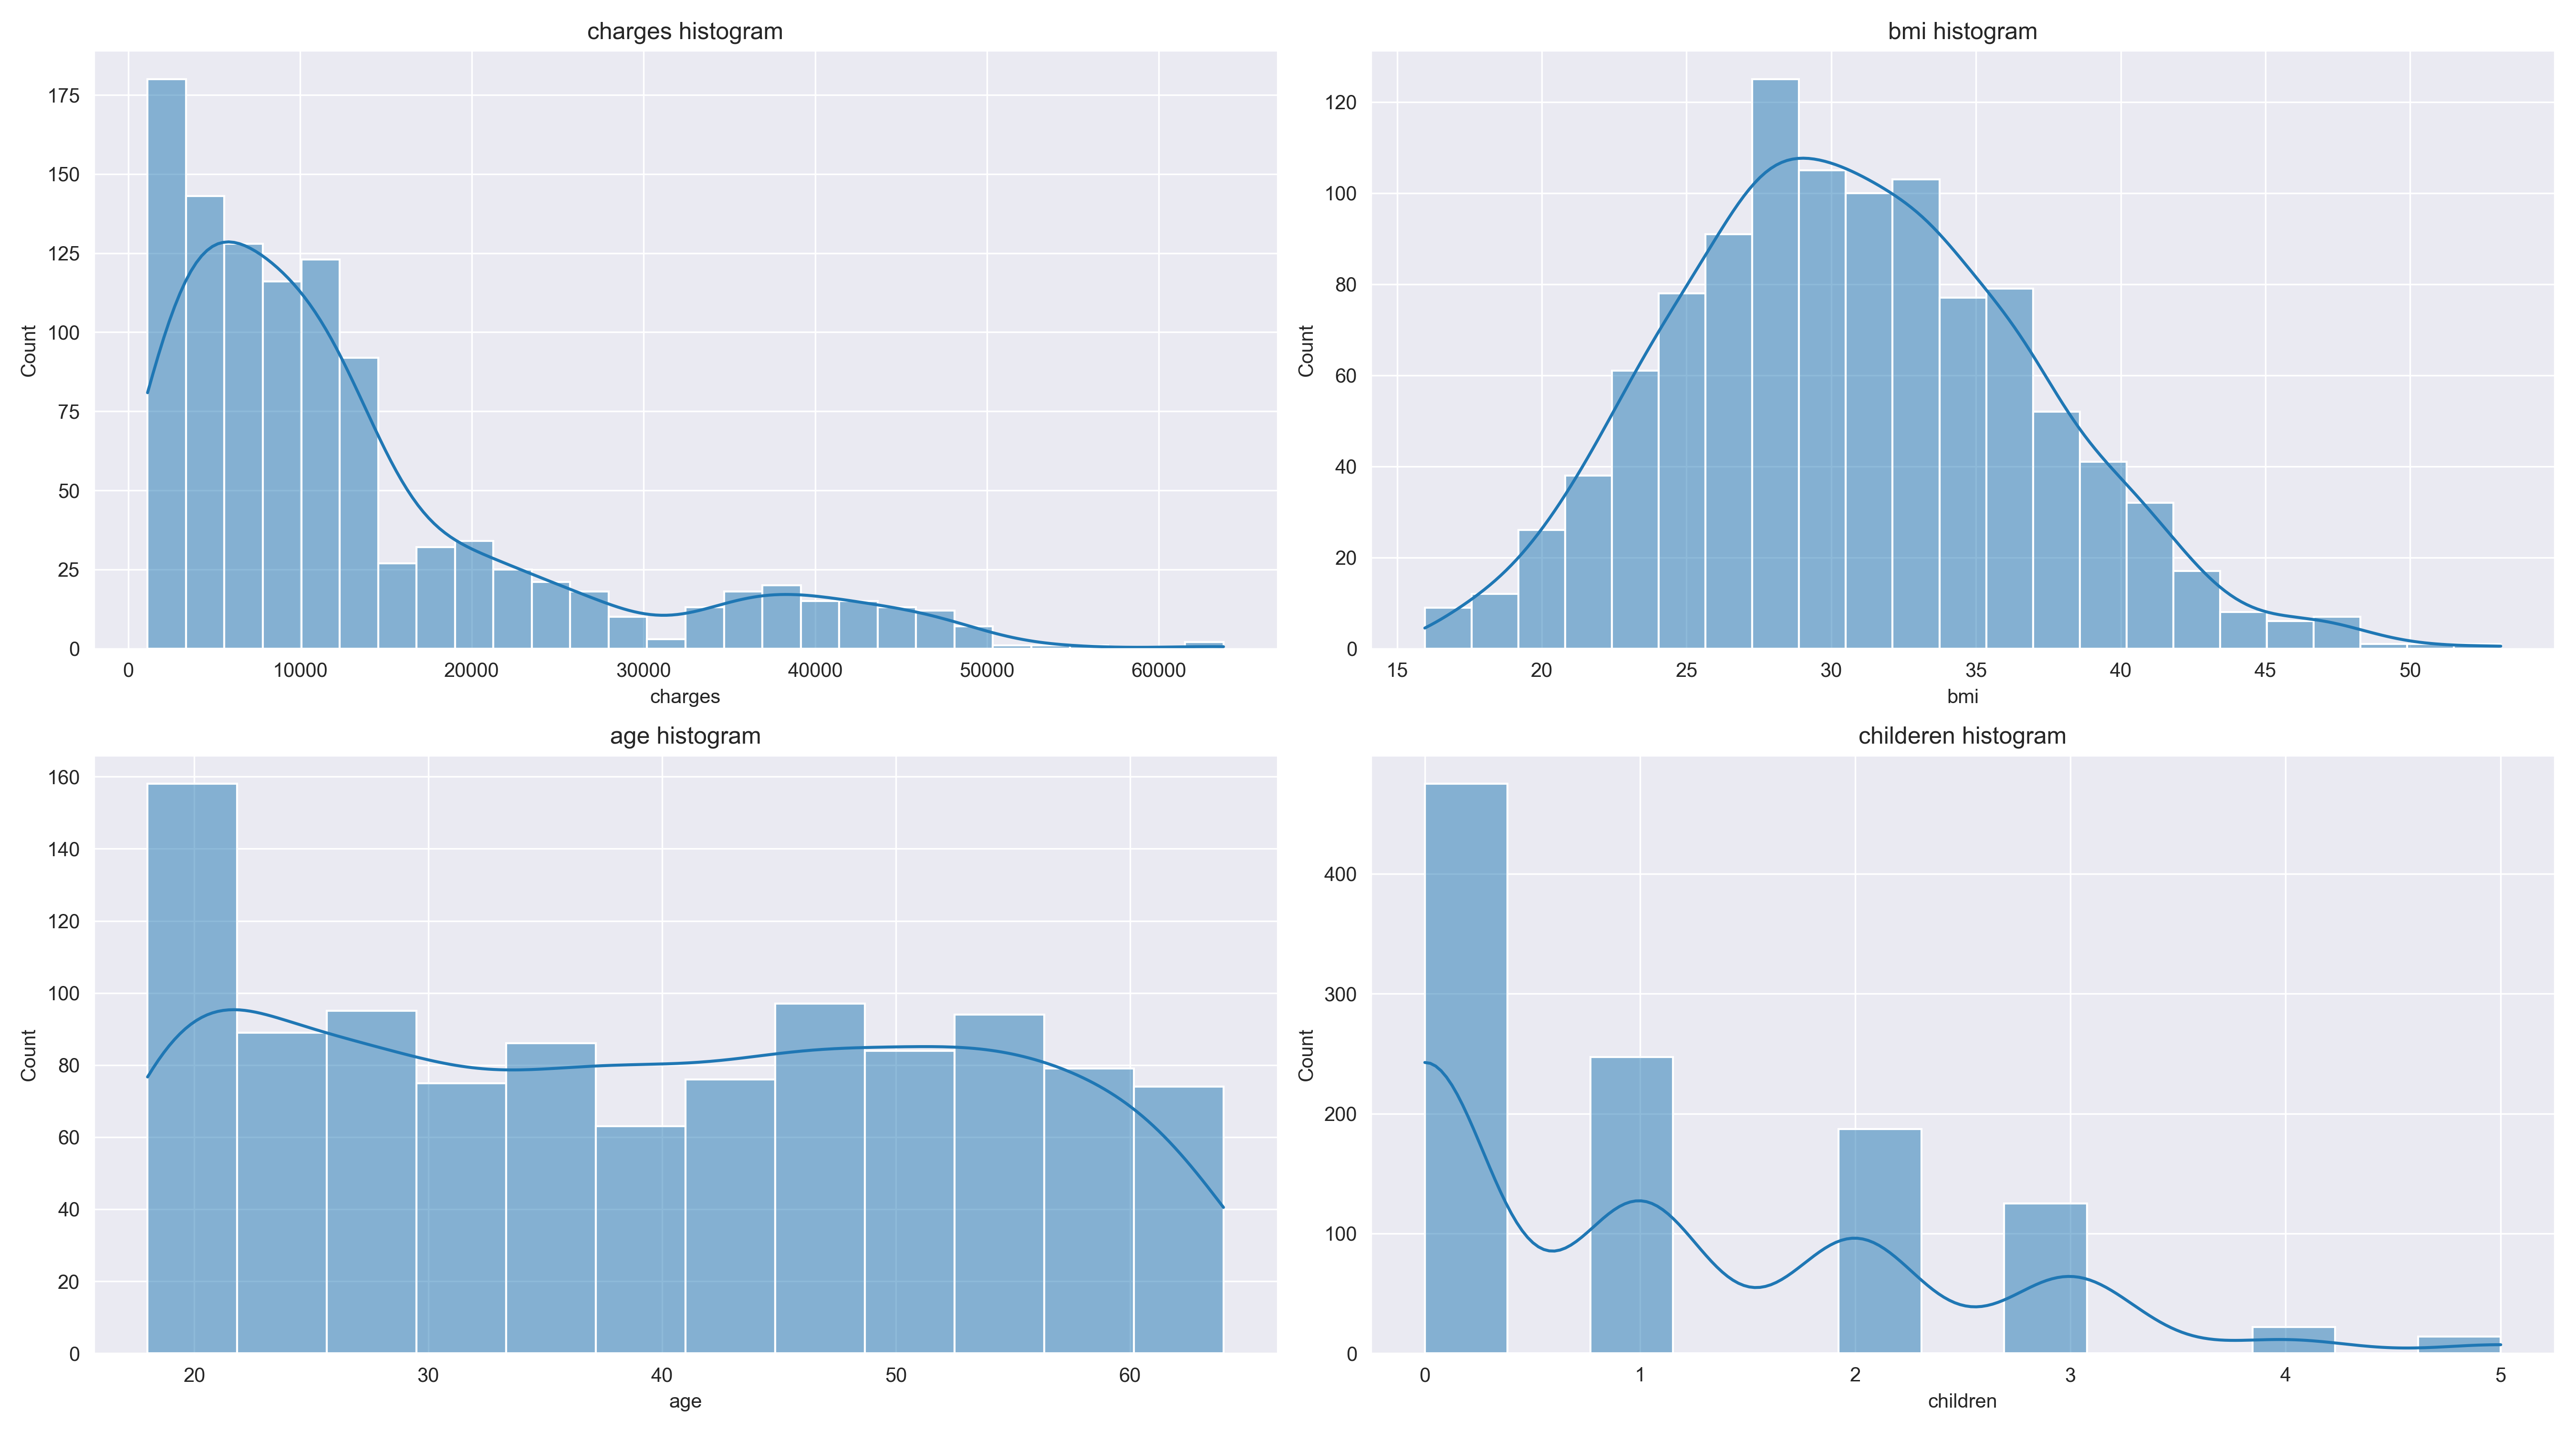 charges histogram
175
150
125
100
75
50
25
0
Count
0 10000 20000 30000 40000 50000 60000
charges
bmi histogram
120
100
80
60
40
20
0
Count
15 20 25 30 35 40 45 50
bmi
age histogram
160
140
120
100
80
60
40
20
0
Count
20 30 40 50 60
age
childeren histogram
400
300
200
100
0
Count
0 1 2 3 4 5
children